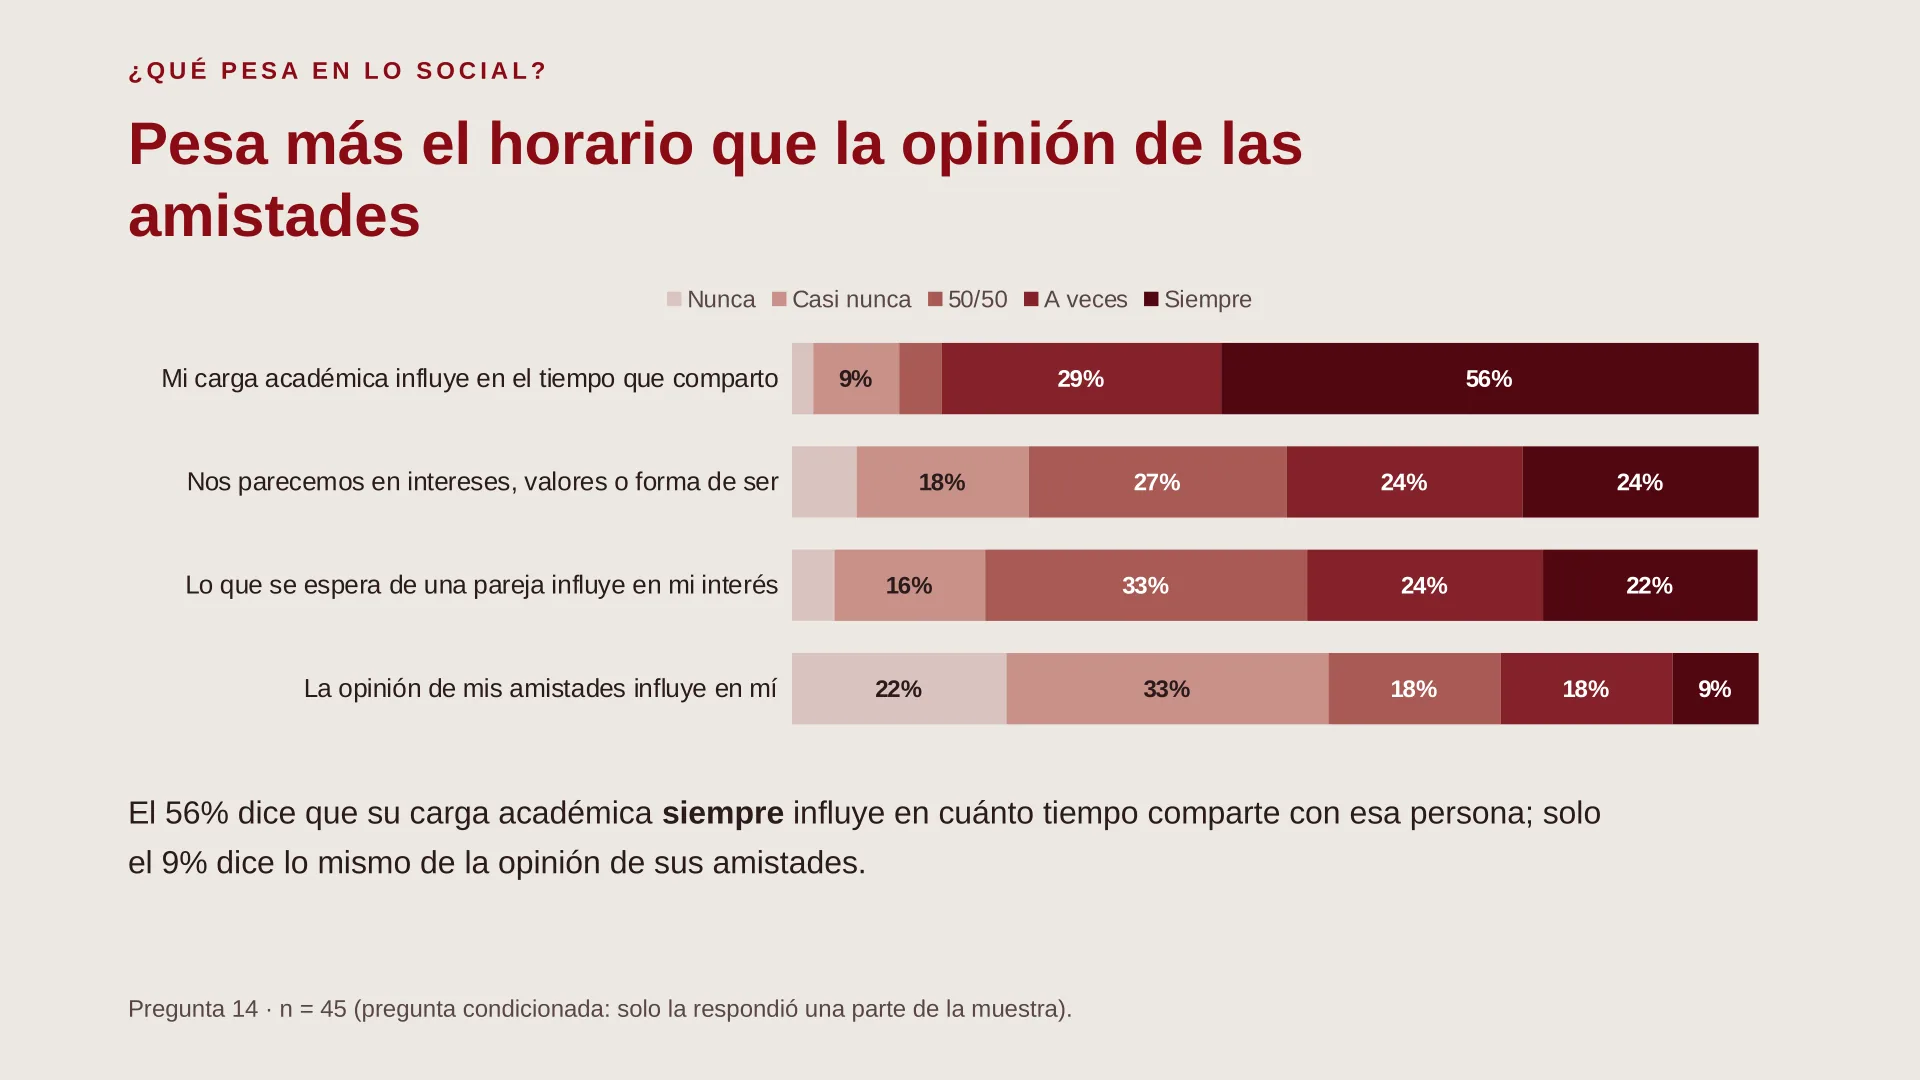 ¿QUÉ PESA EN LO SOCIAL?
Pesa más el horario que la opinión de las
amistades
Nunca Casi nunca 50/50 A veces Siempre
Mi carga académica influye en el tiempo que comparto 9% 29% 56%
Nos parecemos en intereses, valores o forma de ser 18% 27% 24% 24%
Lo que se espera de una pareja influye en mi interés 16% 33% 24% 22%
La opinión de mis amistades influye en mí 22% 33% 18% 18% 9%
El 56% dice que su carga académica siempre influye en cuánto tiempo comparte con esa persona; solo
el 9% dice lo mismo de la opinión de sus amistades.
Pregunta 14 · n = 45 (pregunta condicionada: solo la respondió una parte de la muestra).